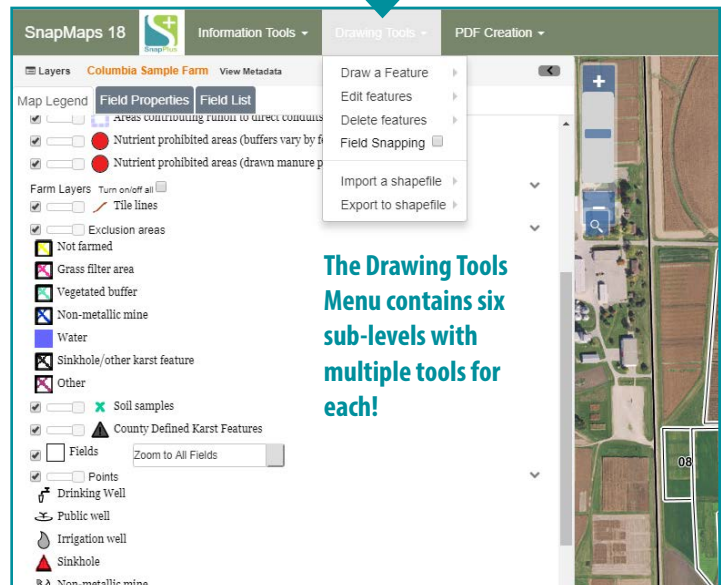 SnapMaps 18
SnapPlus
Information Tools
Drawing Tools
PDF Creation
Layers Columbia Sample Farm View Metadata
Map Legend Field Properties Field List
Areas contributing runoff to direct conduits
Nutrient prohibited areas (buffers vary by fe
Nutrient prohibited areas (drawn manure p
Farm Layers Turn on/off all
Tile lines
Exclusion areas
Not farmed
Grass filter area
Vegetated buffer
Non-metallic mine
Water
Sinkhole/other karst feature
Other
Soil samples
County Defined Karst Features
Fields Zoom to All Fields
Points
Drinking Well
Public well
Irrigation well
Sinkhole
Non-metallic mine
Draw a Feature
Edit features
Delete features
Field Snapping
Import a shapefile
Export to shapefile
The Drawing Tools
Menu contains six
sub-levels with
multiple tools for
each!
08